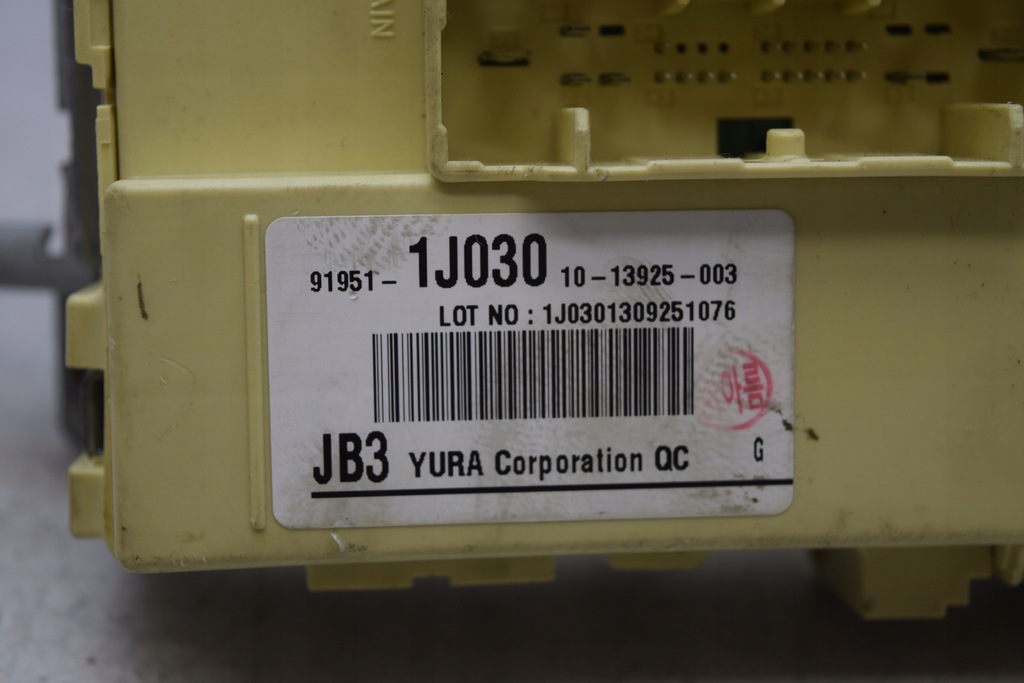 91951- 1J030 10-13925-003
LOT NO : 1J0301309251076
JB3 YURA Corporation QC G